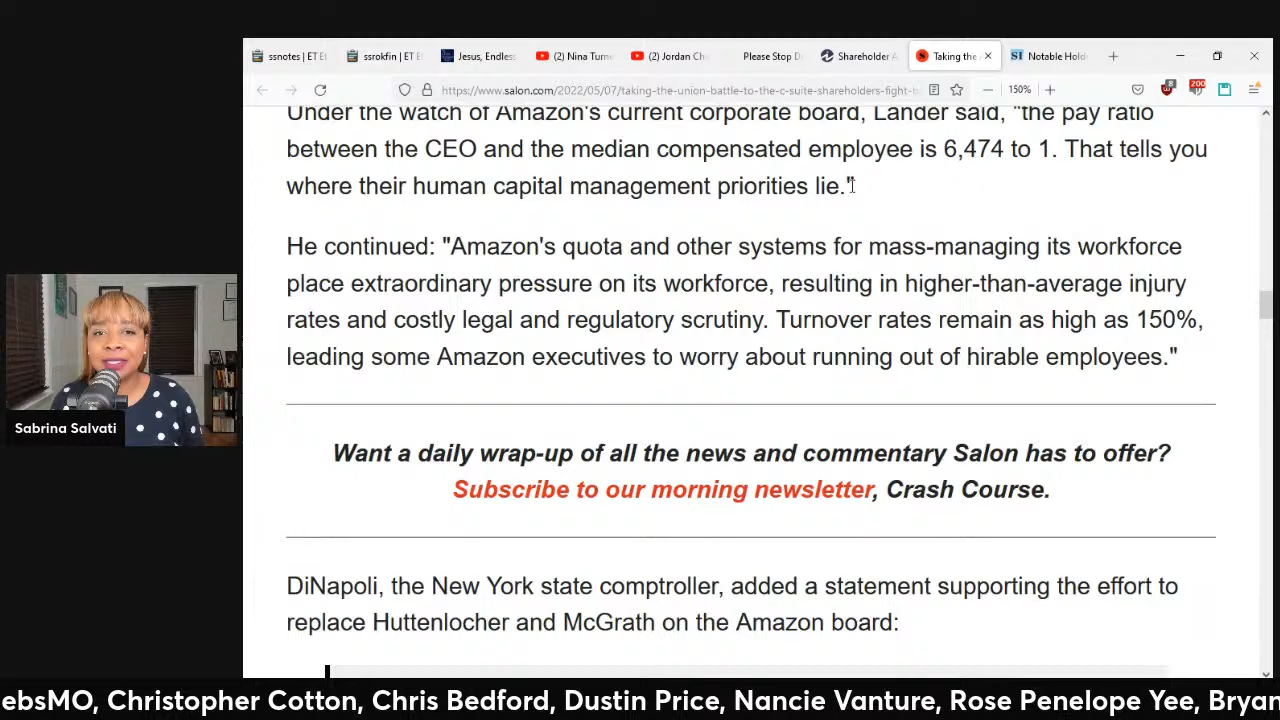 ssnotes | ET E
ssrokfin | ET E
Jesus, Endless
(2) Nina Turne
(2) Jordan Ch
Please Stop D
Shareholder A
Taking the
Notable Hold
https://www.salon.com/2022/05/07/taking-the-union-battle-to-the-c-suite-shareholders-fight-
150%
200
Under the watch of Amazon's current corporate board, Lander said, "the pay ratio
between the CEO and the median compensated employee is 6,474 to 1. That tells you
where their human capital management priorities lie."
He continued: "Amazon's quota and other systems for mass-managing its workforce
place extraordinary pressure on its workforce, resulting in higher-than-average injury
rates and costly legal and regulatory scrutiny. Turnover rates remain as high as 150%,
leading some Amazon executives to worry about running out of hirable employees."
Sabrina Salvati
Want a daily wrap-up of all the news and commentary Salon has to offer?
Subscribe to our morning newsletter, Crash Course.
DiNapoli, the New York state comptroller, added a statement supporting the effort to
replace Huttenlocher and McGrath on the Amazon board:
ebsMO, Christopher Cotton, Chris Bedford, Dustin Price, Nancie Vanture, Rose Penelope Yee, Bryan